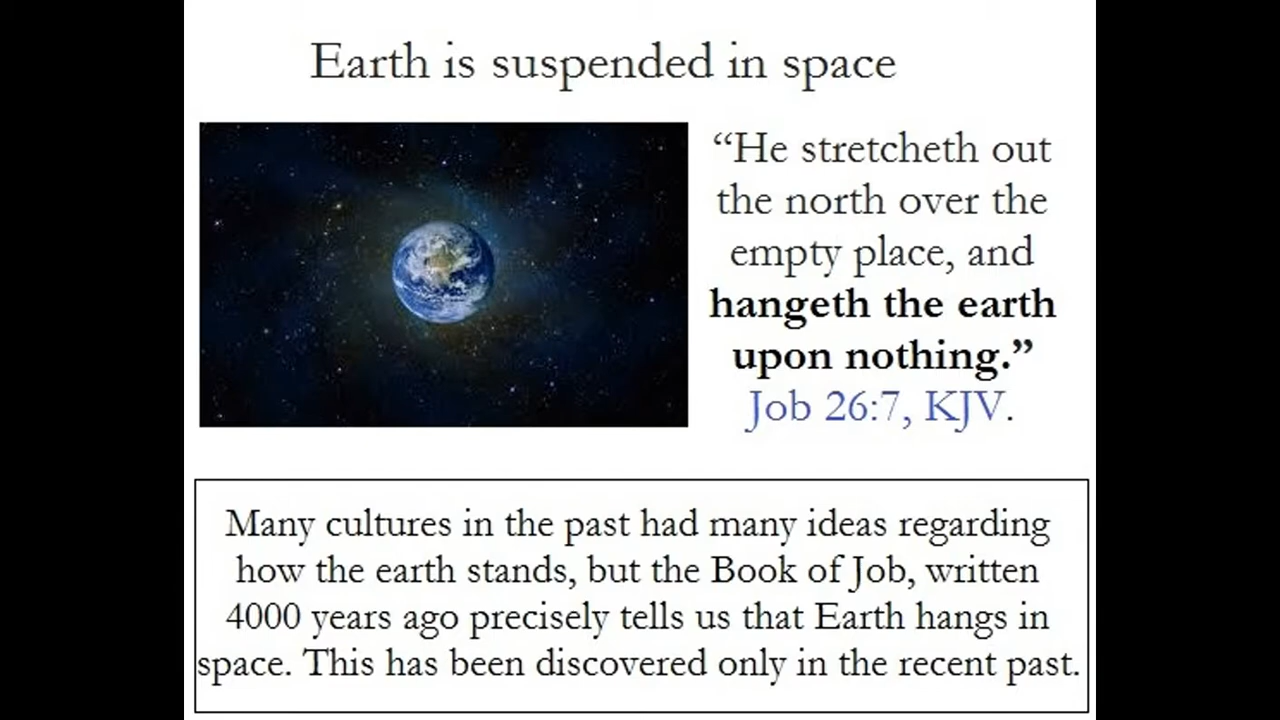 Earth is suspended in space
“He stretcheth out
the north over the
empty place, and
hangeth the earth
upon nothing.”
Job 26:7, KJV.
Many cultures in the past had many ideas regarding
how the earth stands, but the Book of Job, written
4000 years ago precisely tells us that Earth hangs in
space. This has been discovered only in the recent past.